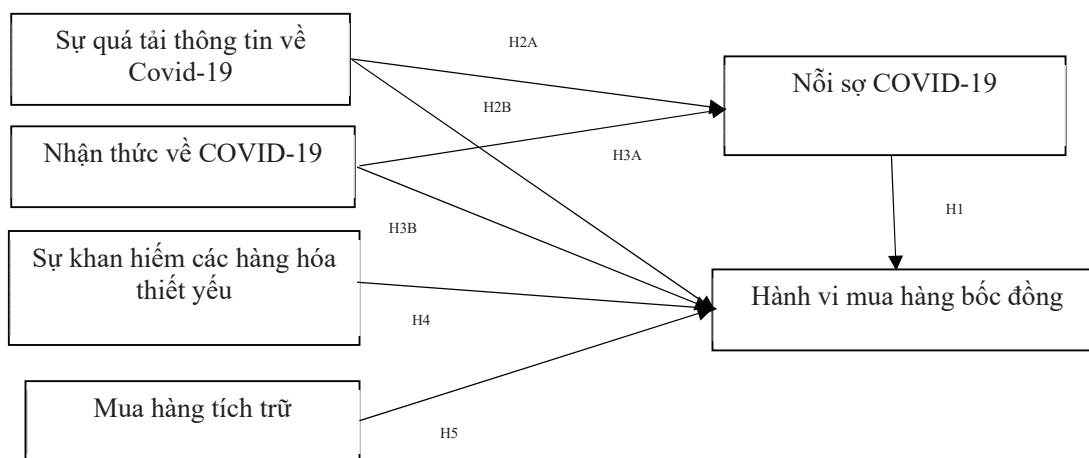 Sự quá tải thông tin về
Covid-19
H2A
Nỗi sợ COVID-19
H2B
Nhận thức về COVID-19
H3A
H1
H3B
Sự khan hiếm các hàng hóa
thiết yếu
Hành vi mua hàng bốc đồng
H4
Mua hàng tích trữ
H5